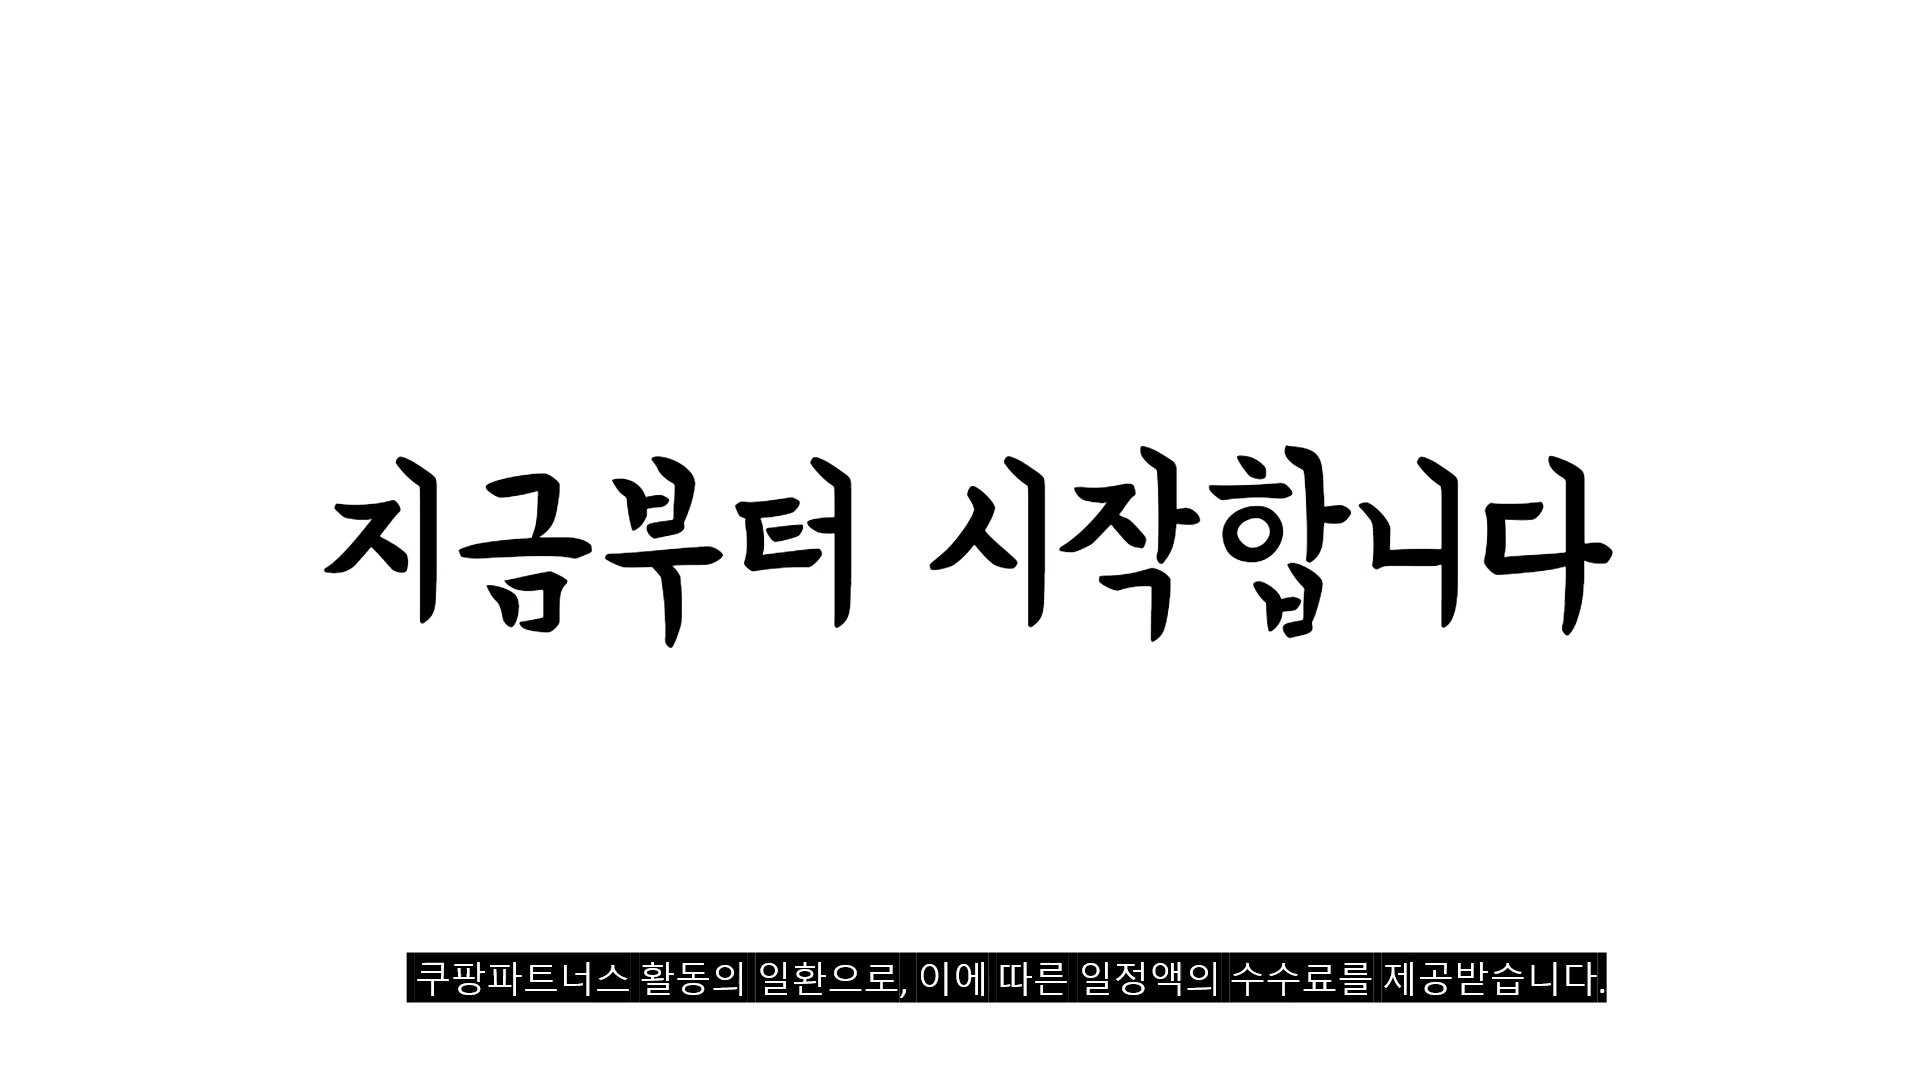 지금부터 시작합니다
쿠팡파트너스 활동의 일환으로, 이에 따른 일정액의 수수료를 제공받습니다.